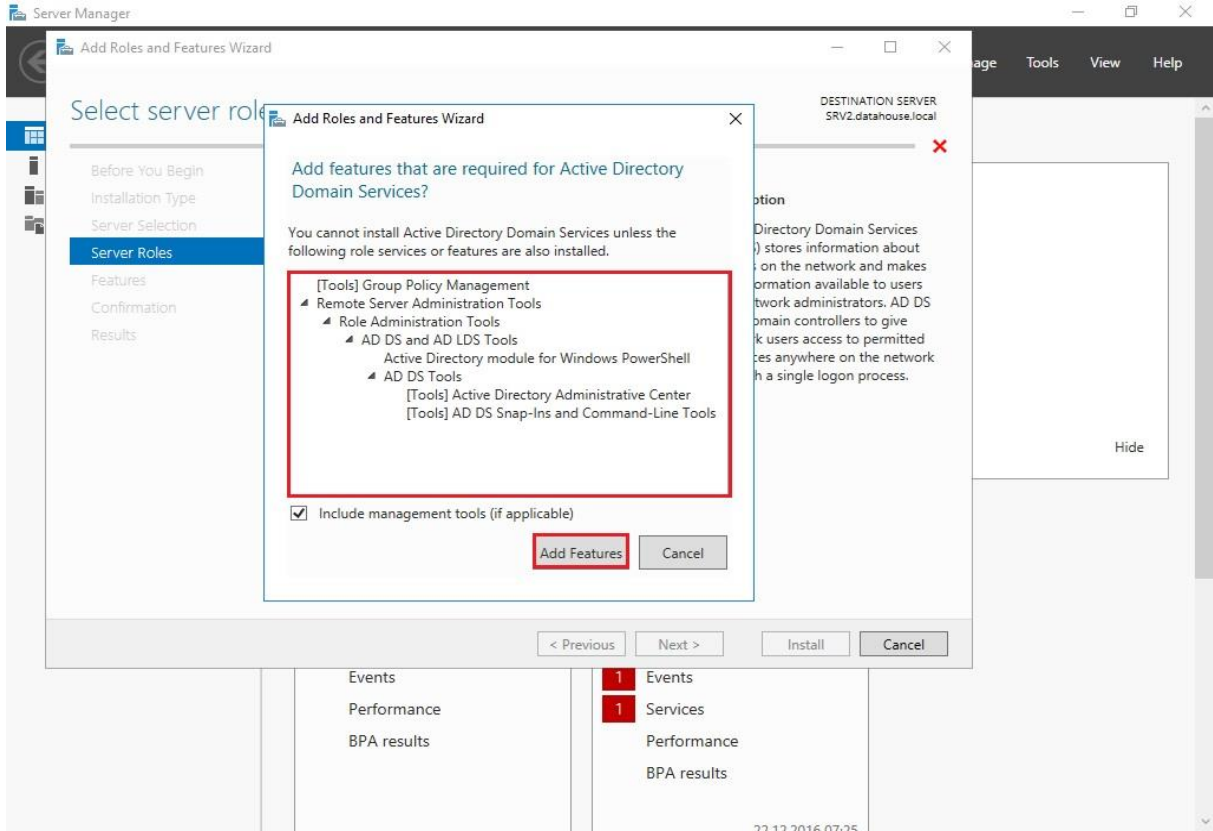 Server Manager
Add Roles and Features Wizard
Tools
View
Help
Select server
DESTINATION SERVER
SRV2.datahouse.local
Before You Begin
Installation Type
Server Selection
Server Roles
Features
Confirmation
Results
Add Roles and Features Wizard
Add features that are required for Active Directory
Domain Services?
You cannot install Active Directory Domain Services unless the
following role services or features are also installed.
[Tools] Group Policy Management
Remote Server Administration Tools
Role Administration Tools
AD DS and AD LDS Tools
Active Directory module for Windows PowerShell
AD DS Tools
[Tools] Active Directory Administrative Center
[Tools] AD DS Snap-Ins and Command-Line Tools
Include management tools (if applicable)
Add Features
Cancel
Directory Domain Services
stores information about
on the network and makes
available to users
administrators. AD DS
controllers to give
users access to permitted
anywhere on the network
a single logon process.
Hide
< Previous
Next >
Install
Cancel
Events
Performance
BPA results
1 Events
1 Services
Performance
BPA results
22.12.2016 07:25